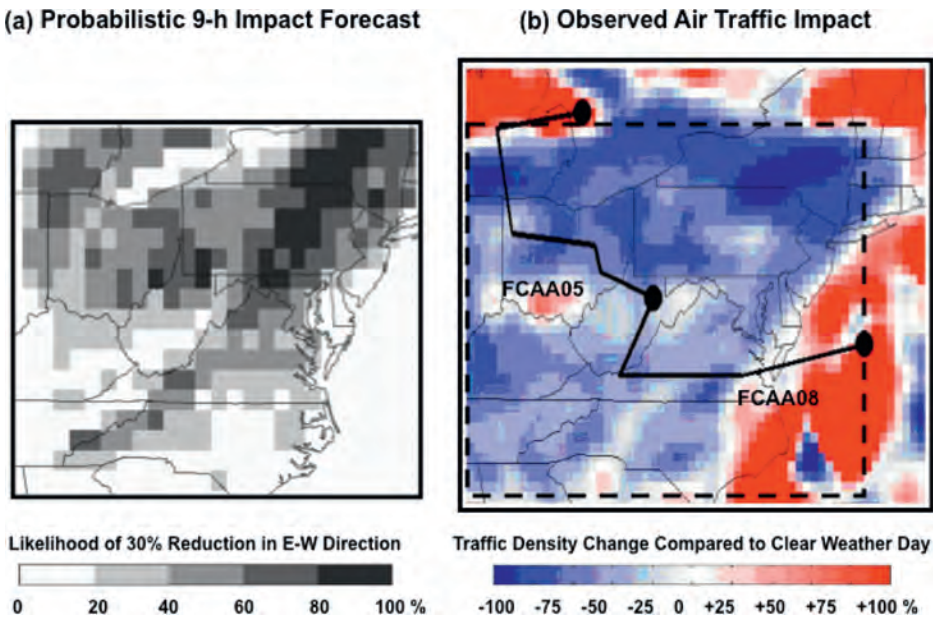 (a) Probabilistic 9-h Impact Forecast
(b) Observed Air Traffic Impact
FCAA05
FCAA08
Likelihood of 30% Reduction in E-W Direction
0 20 40 60 80 100 %
Traffic Density Change Compared to Clear Weather Day
-100 -75 -50 -25 0 +25 +50 +75 +100 %